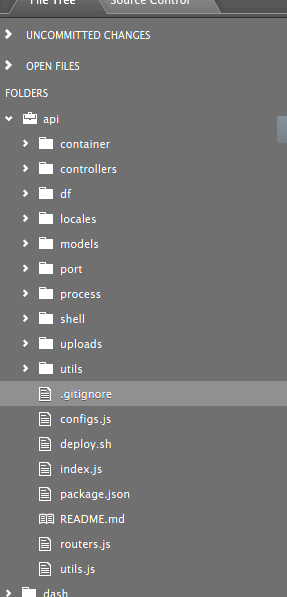 File Tree
Source Control
UNCOMMITTED CHANGES
OPEN FILES
FOLDERS
api
container
controllers
df
locales
models
port
process
shell
uploads
utils
.gitignore
configs.js
deploy.sh
index.js
package.json
README.md
routers.js
utils.js
dash